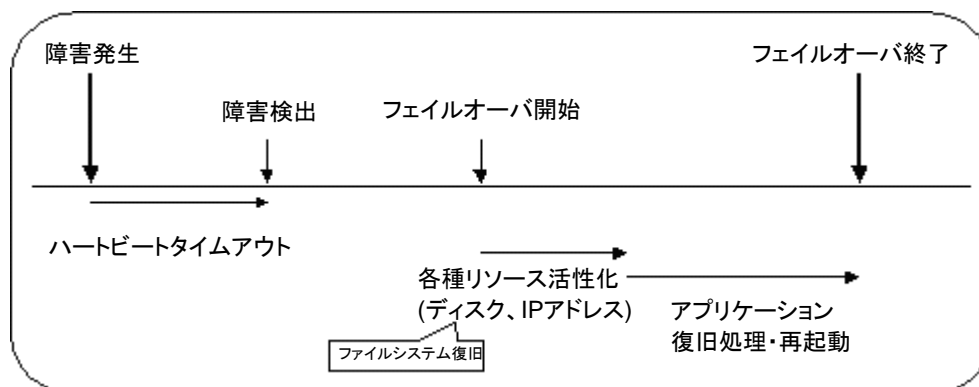 障害発生
フェイルオーバ終了
障害検出
フェイルオーバ開始
ハートビートタイムアウト
各種リソース活性化
(ディスク、IPアドレス)
アプリケーション
復旧処理・再起動
ファイルシステム復旧